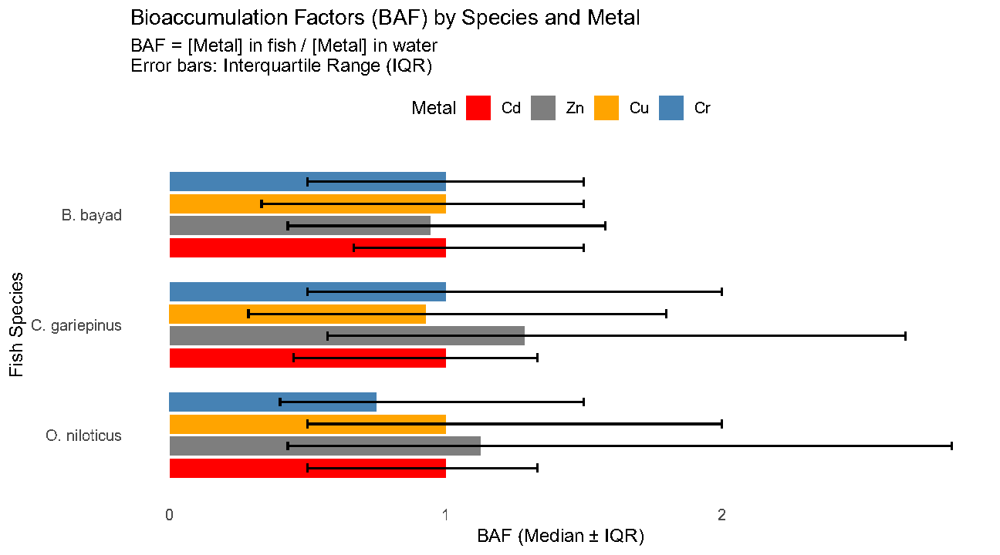 Bioaccumulation Factors (BAF) by Species and Metal
BAF = [Metal] in fish / [Metal] in water
Error bars: Interquartile Range (IQR)
Metal Cd Zn Cu Cr
B. bayad
C. gariepinus
O. niloticus
Fish Species
0 1 2
BAF (Median ± IQR)